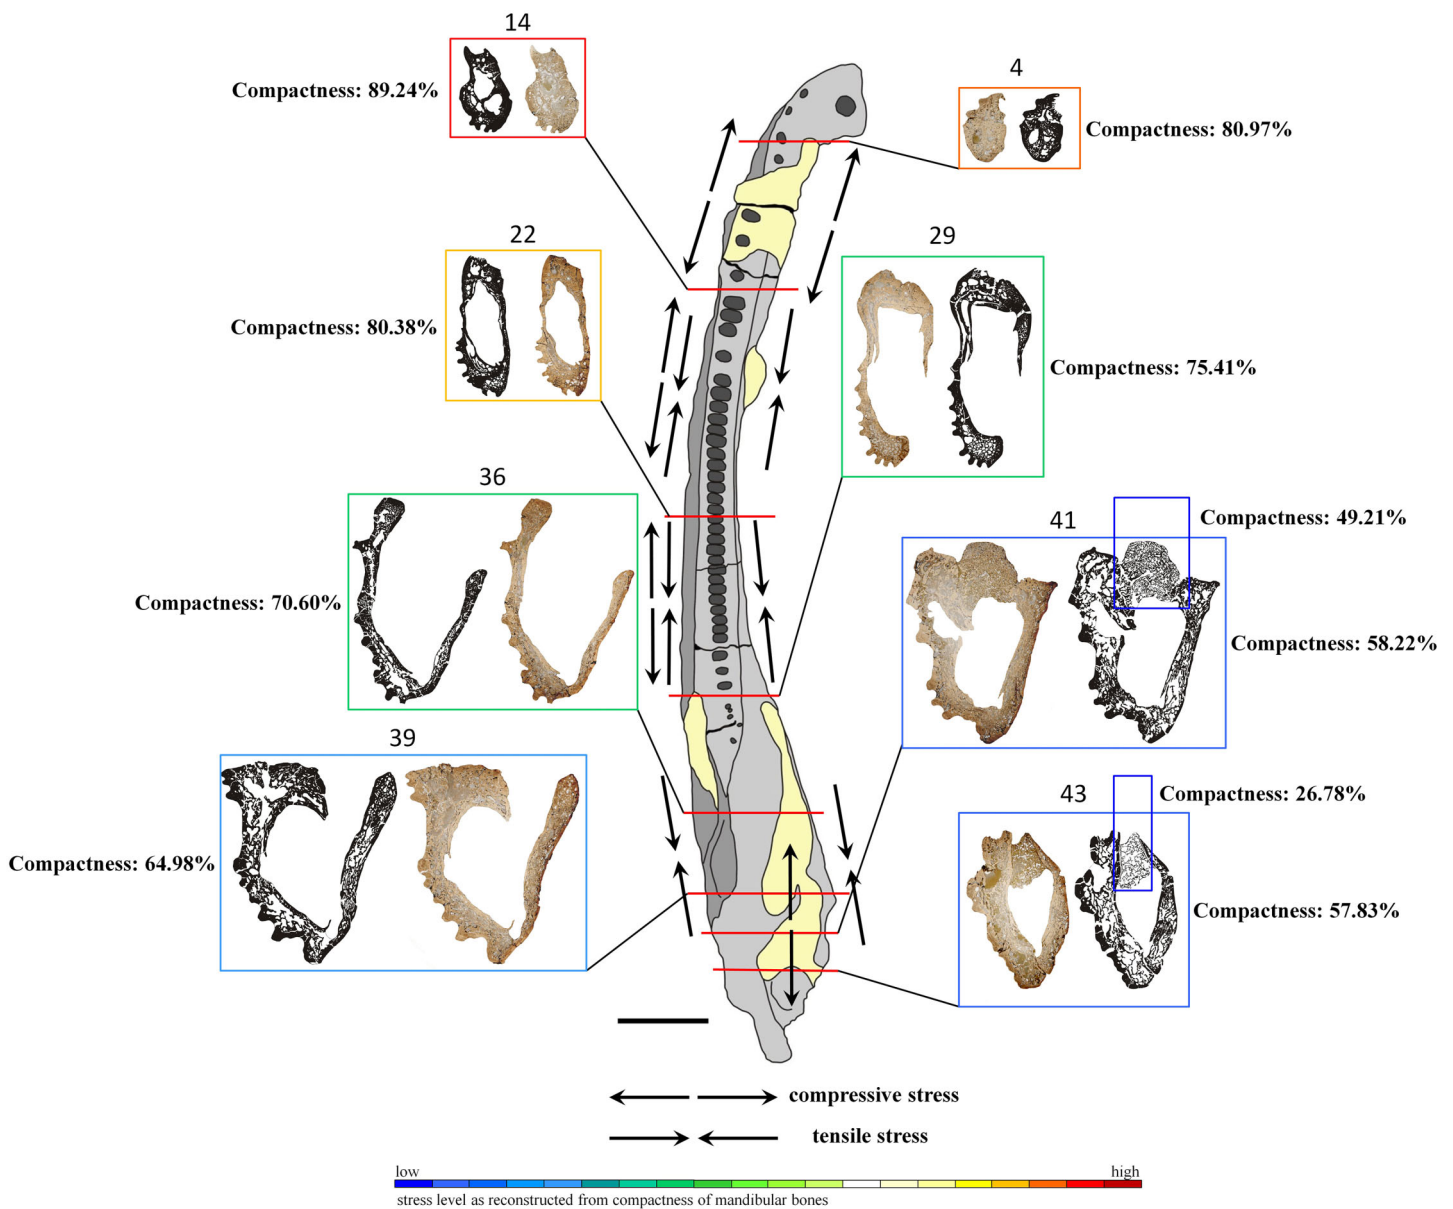 14
Compactness: 89.24%
4
Compactness: 80.97%
22
Compactness: 80.38%
29
Compactness: 75.41%
36
Compactness: 70.60%
41
Compactness: 49.21%
Compactness: 58.22%
39
Compactness: 64.98%
43
Compactness: 26.78%
Compactness: 57.83%
compressive stress
tensile stress
low
high
stress level as reconstructed from compactness of mandibular bones